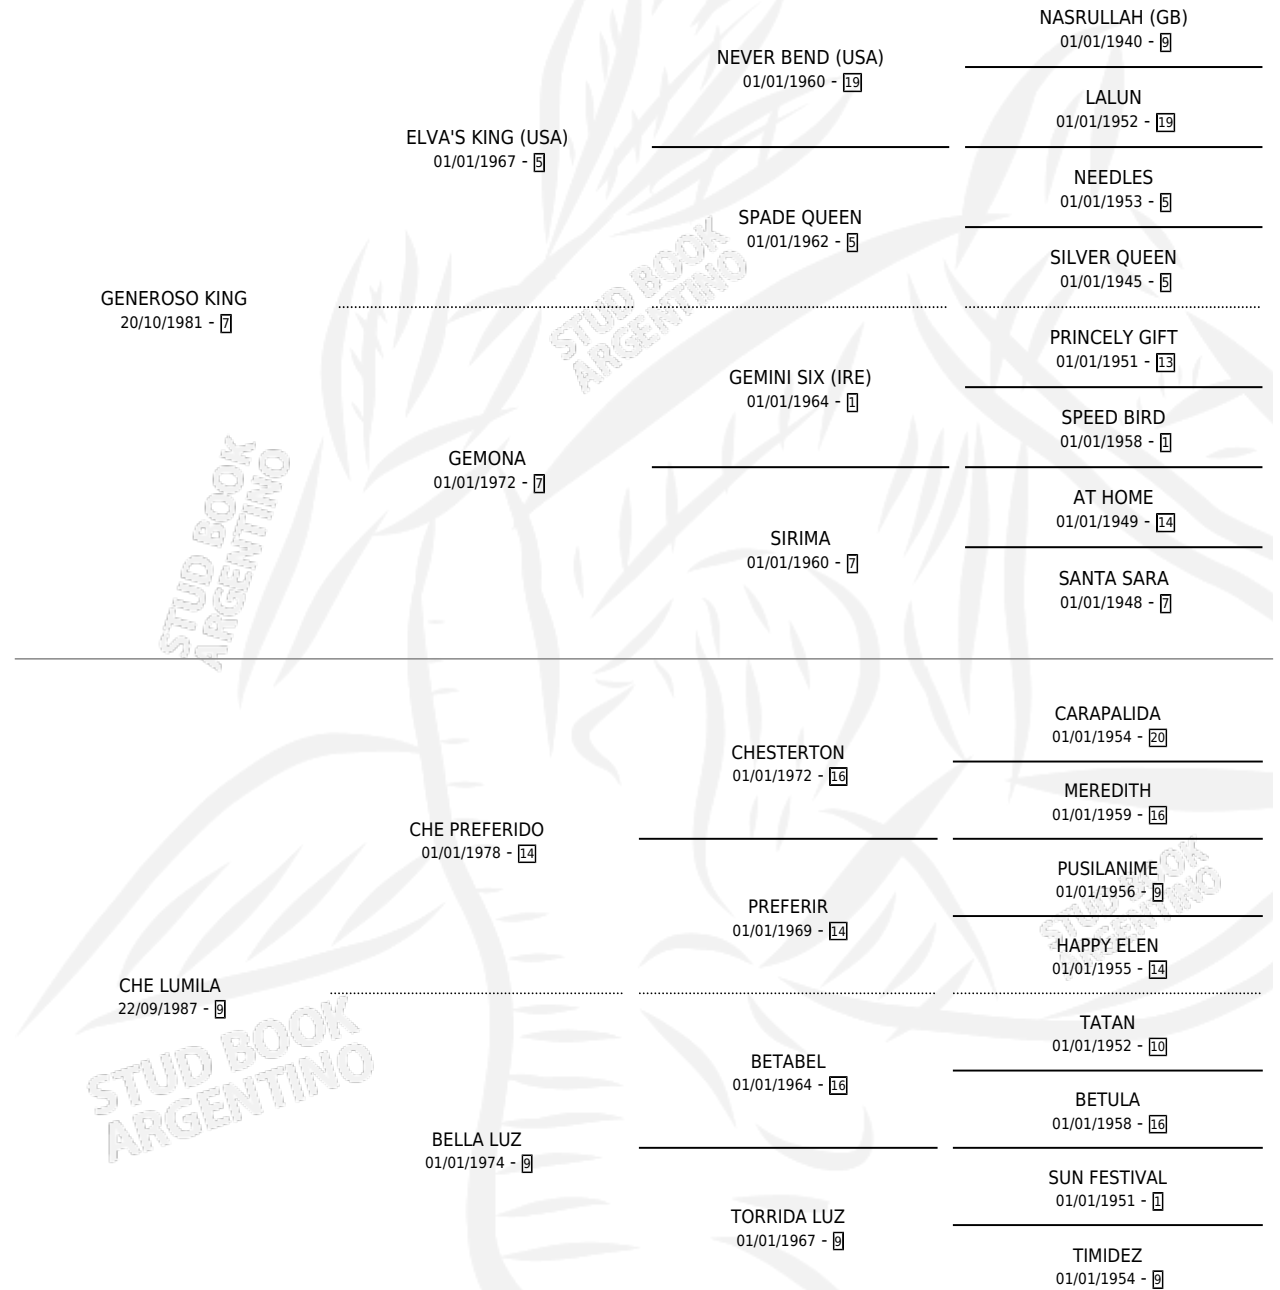 NASRULLAH (GB)
01/01/1940 - 9
NEVER BEND (USA)
01/01/1960 - 19
LALUN
01/01/1952 - 19
ELVA'S KING (USA)
01/01/1967 - 5
NEEDLES
01/01/1953 - 5
SPADE QUEEN
01/01/1962 - 5
SILVER QUEEN
01/01/1945 - 5
GENEROSO KING
20/10/1981 - 7
PRINCELY GIFT
01/01/1951 - 13
GEMINI SIX (IRE)
01/01/1964 - 1
SPEED BIRD
01/01/1958 - 1
GEMONA
01/01/1972 - 7
AT HOME
01/01/1949 - 14
SIRIMA
01/01/1960 - 7
SANTA SARA
01/01/1948 - 7
CARAPALIDA
01/01/1954 - 20
CHESTERTON
01/01/1972 - 16
MEREDITH
01/01/1959 - 16
CHE PREFERIDO
01/01/1978 - 14
PUSILANIME
01/01/1956 - 9
PREFERIR
01/01/1969 - 14
HAPPY ELEN
01/01/1955 - 14
CHE LUMILA
22/09/1987 - 9
TATAN
01/01/1952 - 10
BETABEL
01/01/1964 - 16
BETULA
01/01/1958 - 16
BELLA LUZ
01/01/1974 - 9
SUN FESTIVAL
01/01/1951 - 1
TORRIDA LUZ
01/01/1967 - 9
TIMIDEZ
01/01/1954 - 9
STUD BOOK
ARGENTINO
STUD BOOK
ARGENTINO
STUD BOOK
ARGENTINO
STUD BOOK
ARGENTINO